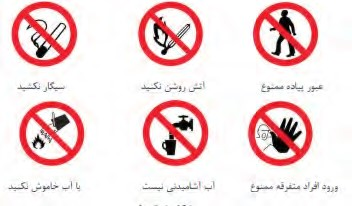 عبور پیاده ممنوع
آتش روشن نکنید
سیگار نکشید
ورود افراد متفرقه ممنوع
آب آشامیدنی نیست
با آب خاموش نکنید